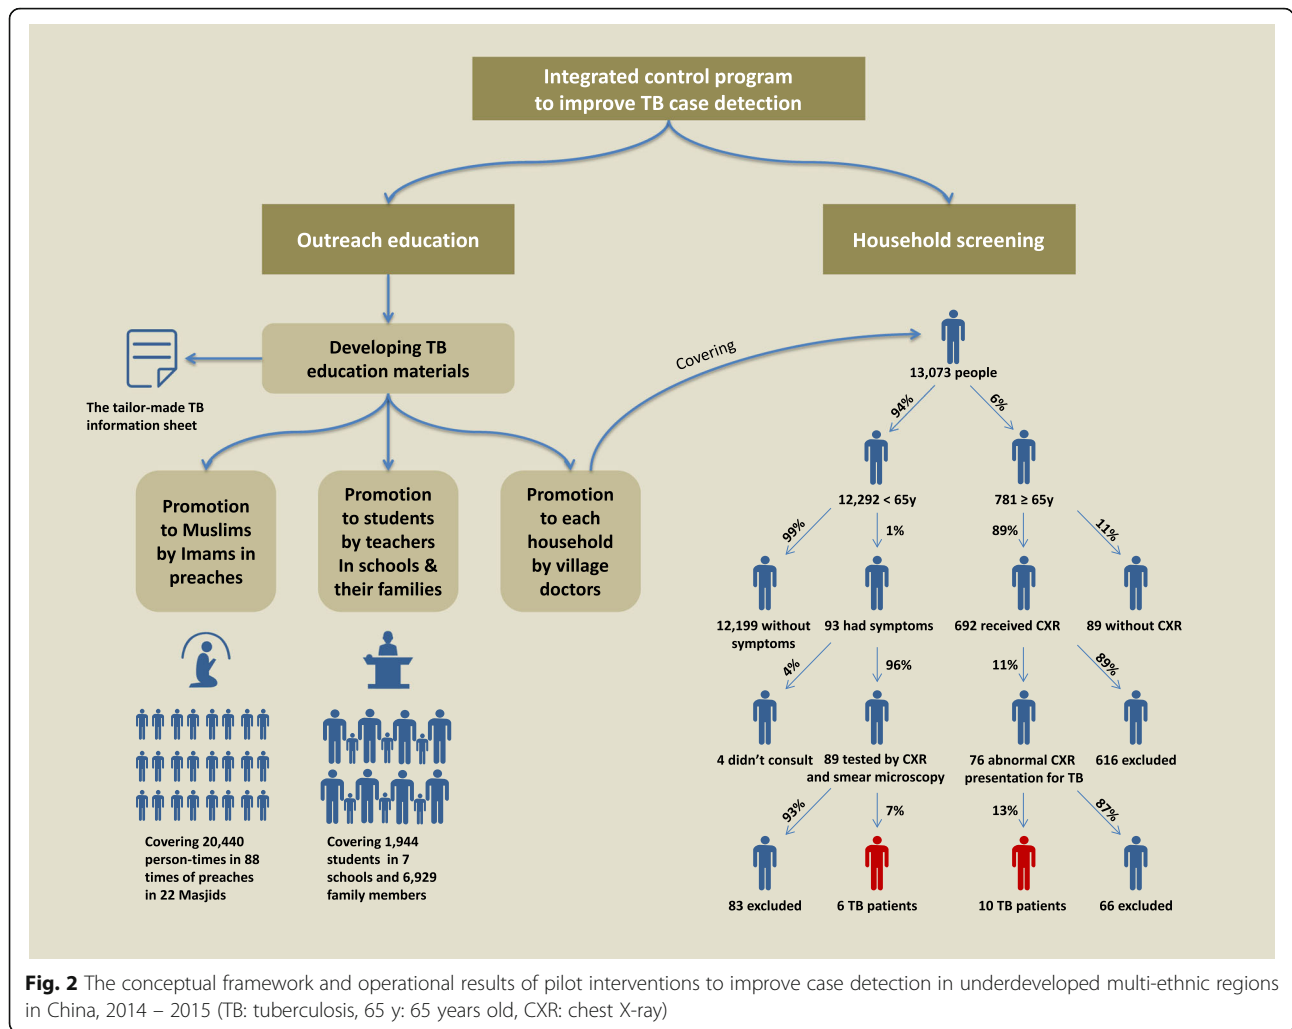 Integrated control program
to improve TB case detection
Outreach education
Household screening
Developing TB
education materials
The tailor-made TB
information sheet
Covering
Promotion
to Muslims
by Imams in
preaches
Promotion
to students
by teachers
In schools &
their families
Promotion
to each
household
by village
doctors
Covering 20,440
person-times in 88
times of preaches
in 22 Masjids
Covering 1,944
students in 7
schools and 6,929
family members
13,073 people
94%
6%
12,292 < 65y
781 ≥ 65y
99%
1%
89%
11%
12,199 without
symptoms
93 had symptoms
692 received CXR
89 without CXR
4%
96%
11%
89%
4 didn't consult
89 tested by CXR
and smear microscopy
76 abnormal CXR
presentation for TB
616 excluded
93%
7%
13%
87%
83 excluded
6 TB patients
10 TB patients
66 excluded
Fig. 2 The conceptual framework and operational results of pilot interventions to improve case detection in underdeveloped multi-ethnic regions
in China, 2014 – 2015 (TB: tuberculosis, 65 y: 65 years old, CXR: chest X-ray)